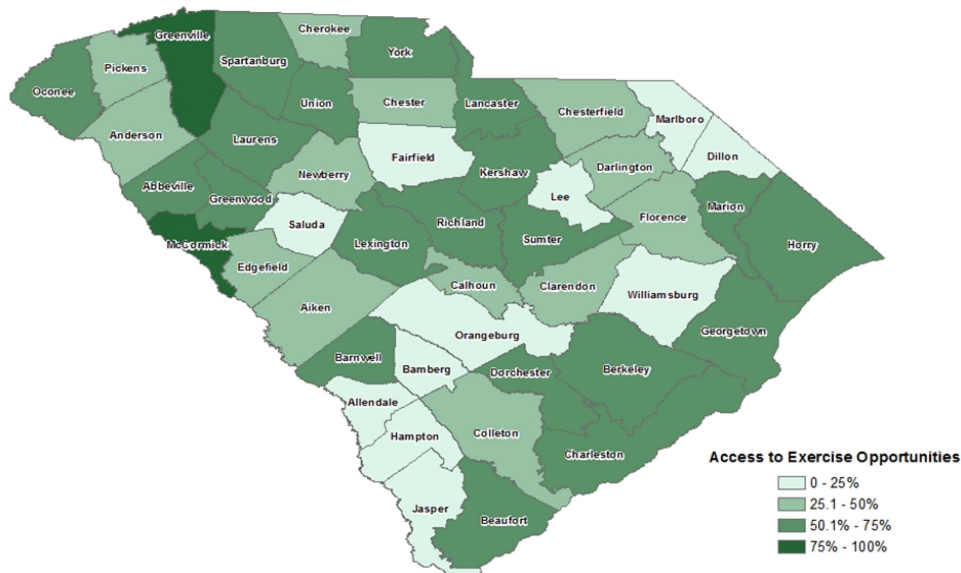 Cherokee
Greenville
York
Spartanburg
Pickens
Oconee
Union
Chester
Lancaster
Chesterfield
Marlboro
Anderson
Laurens
Fairfield
Dillon
Newberry
Kershaw
Darlington
Abbeville
Greenwood
Lee
Marion
Saluda
Richland
Florence
McCormick
Lexington
Sumter
Horry
Edgefield
Calhoun
Clarendon
Williamsburg
Aiken
Orangeburg
Georgetown
Barnwell
Bamberg
Dorchester
Berkeley
Allendale
Hampton
Colleton
Charleston
Jasper
Beaufort
Access to Exercise Opportunities
0 - 25%
25.1 - 50%
50.1% - 75%
75% - 100%